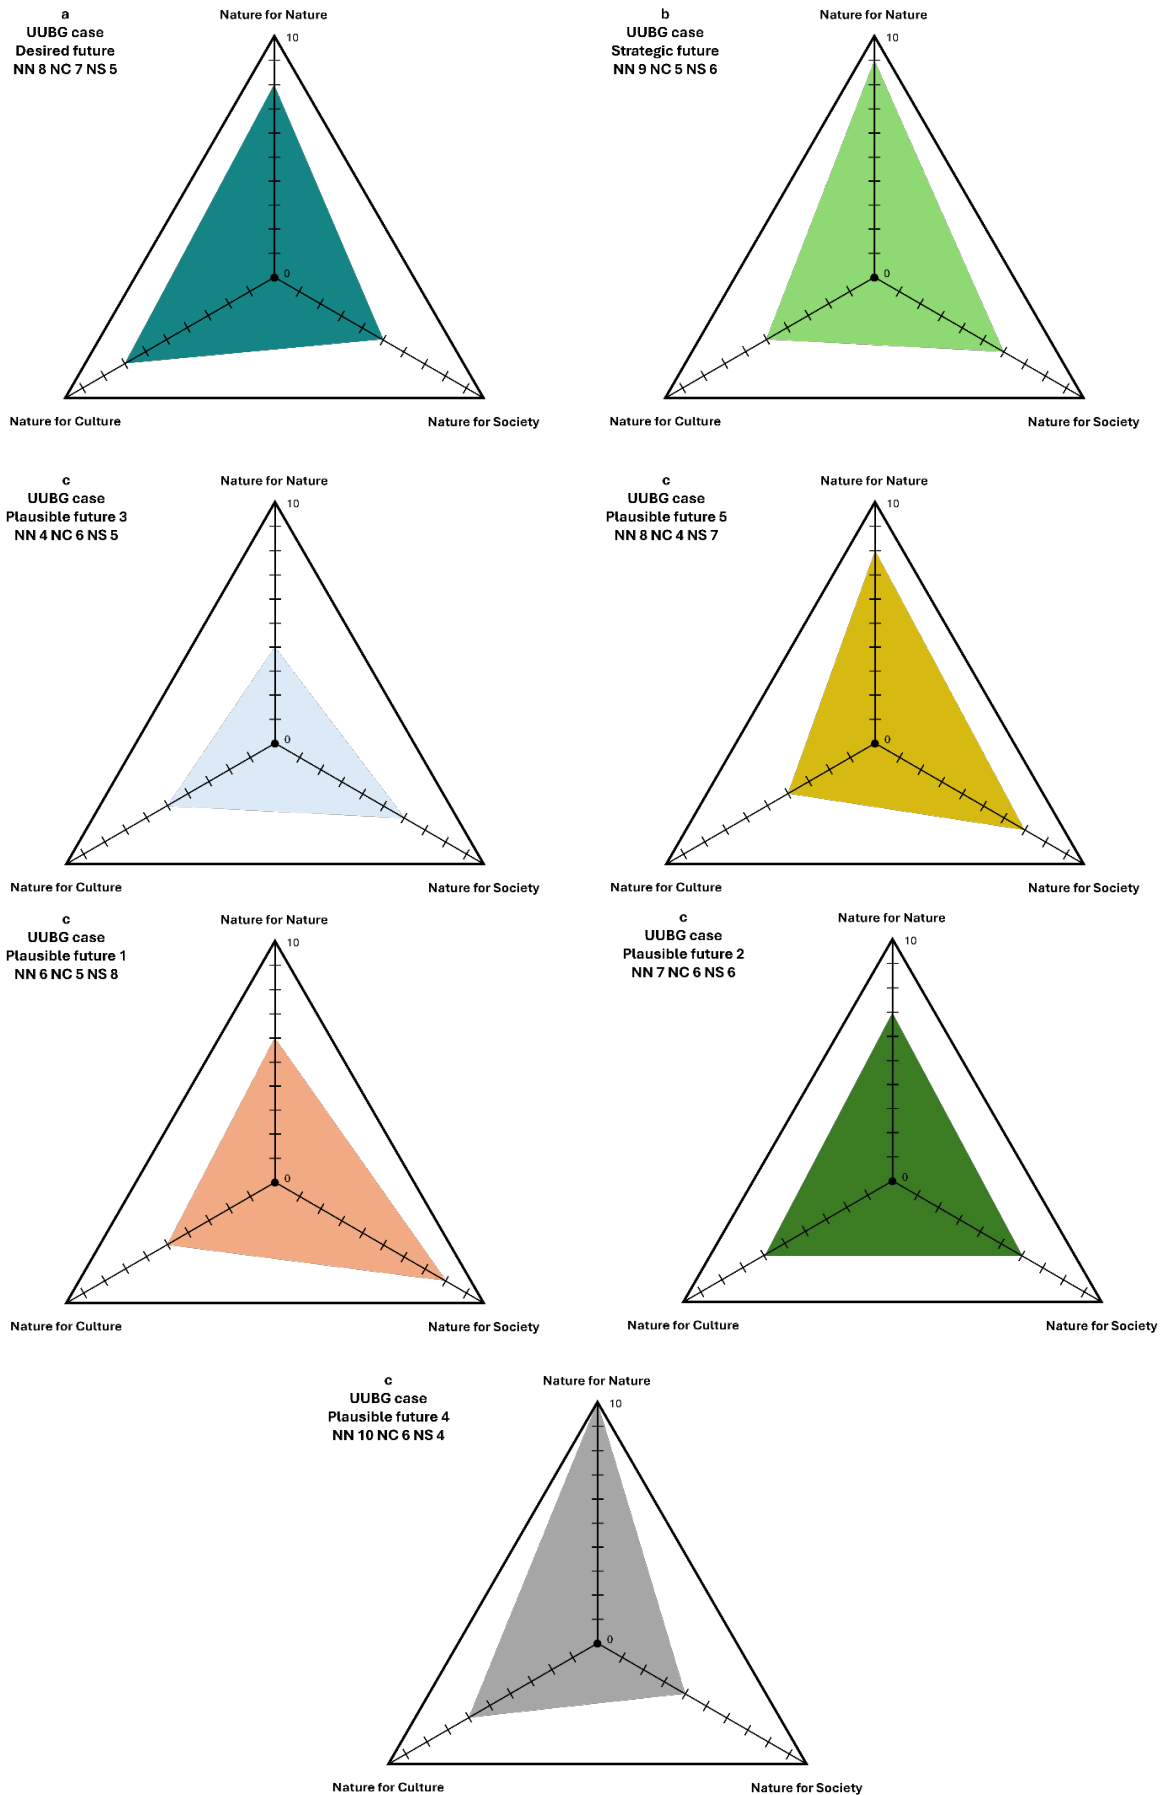 a
UUBG case
Desired future
NN 8 NC 7 NS 5
Nature for Nature
10
0
Nature for Culture
Nature for Society
b
UUBG case
Strategic future
NN 9 NC 5 NS 6
Nature for Nature
10
0
Nature for Culture
Nature for Society
c
UUBG case
Plausible future 3
NN 4 NC 6 NS 5
Nature for Nature
10
0
Nature for Culture
Nature for Society
c
UUBG case
Plausible future 5
NN 8 NC 4 NS 7
Nature for Nature
10
0
Nature for Culture
Nature for Society
c
UUBG case
Plausible future 1
NN 6 NC 5 NS 8
Nature for Nature
10
0
Nature for Culture
Nature for Society
c
UUBG case
Plausible future 2
NN 7 NC 6 NS 6
Nature for Nature
10
0
Nature for Culture
Nature for Society
c
UUBG case
Plausible future 4
NN 10 NC 6 NS 4
Nature for Nature
10
0
Nature for Culture
Nature for Society